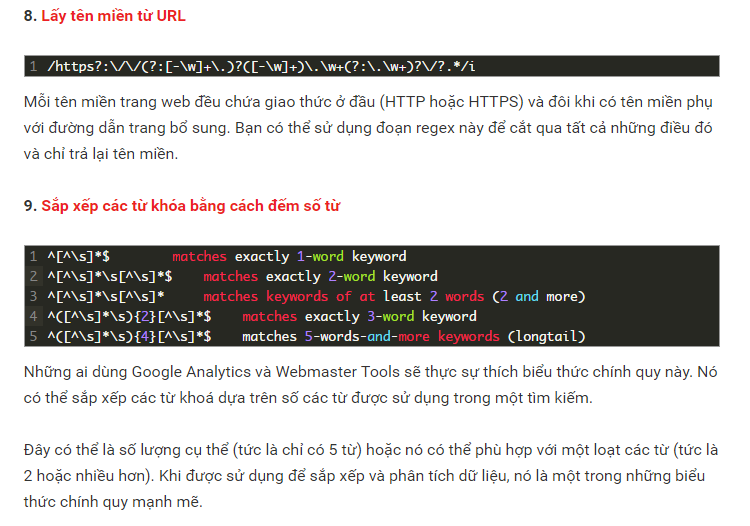 8. Lấy tên miền từ URL
1 /https?:\/\/(?:[-\w]+\.)?([-\w]+)\.\w+(?:\.\w+)?\/?.*/i
Mỗi tên miền trang web đều chứa giao thức ở đầu (HTTP hoặc HTTPS) và đôi khi có tên miền phụ
với đường dẫn trang bổ sung. Bạn có thể sử dụng đoạn regex này để cắt qua tất cả những điều đó
và chỉ trả lại tên miền.
9. Sắp xếp các từ khóa bằng cách đếm số từ
1 ^[^\s]*$ matches exactly 1-word keyword
2 ^[^\s]*\s[^\s]*$ matches exactly 2-word keyword
3 ^[^\s]*\s[^\s]* matches keywords of at least 2 words (2 and more)
4 ^([^\s]*\s){2}[^\s]*$ matches exactly 3-word keyword
5 ^([^\s]*\s){4}[^\s]*$ matches 5-words-and-more keywords (longtail)
Những ai dùng Google Analytics và Webmaster Tools sẽ thực sự thích biểu thức chính quy này. Nó
có thể sắp xếp các từ khoá dựa trên số các từ được sử dụng trong một tìm kiếm.
Đây có thể là số lượng cụ thể (tức là chỉ có 5 từ) hoặc nó có thể phù hợp với một loạt các từ (tức là
2 hoặc nhiều hơn). Khi được sử dụng để sắp xếp và phân tích dữ liệu, nó là một trong những biểu
thức chính quy mạnh mẽ.